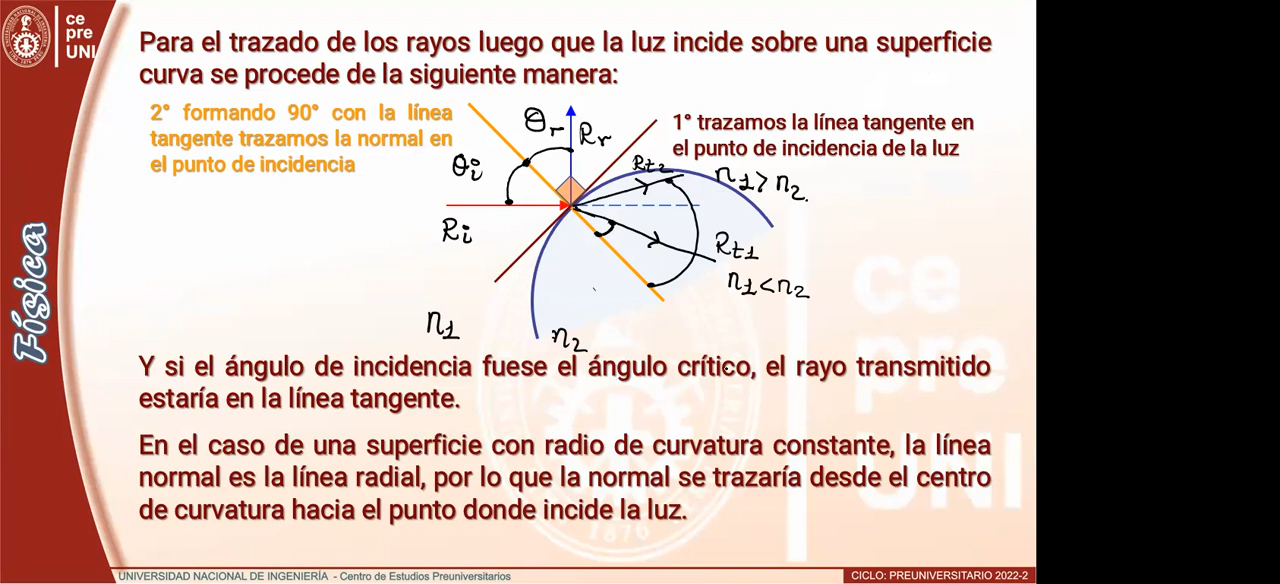 ce
pre
UNI
Para el trazado de los rayos luego que la luz incide sobre una superficie
curva se procede de la siguiente manera:
2° formando 90° con la línea
tangente trazamos la normal en
el punto de incidencia
1° trazamos la línea tangente en
el punto de incidencia de la luz
θr
Rr
θi
Ri
Rt2
n1>n2.
Rt1
n1<n2
n1
n2
Física
Y si el ángulo de incidencia fuese el ángulo crítico, el rayo transmitido
estaría en la línea tangente.
En el caso de una superficie con radio de curvatura constante, la línea
normal es la línea radial, por lo que la normal se trazaría desde el centro
de curvatura hacia el punto donde incide la luz.
ce
pre
UNI
1876
UNIVERSIDAD NACIONAL DE INGENIERÍA - Centro de Estudios Preuniversitarios
CICLO: PREUNIVERSITARIO 2022-2